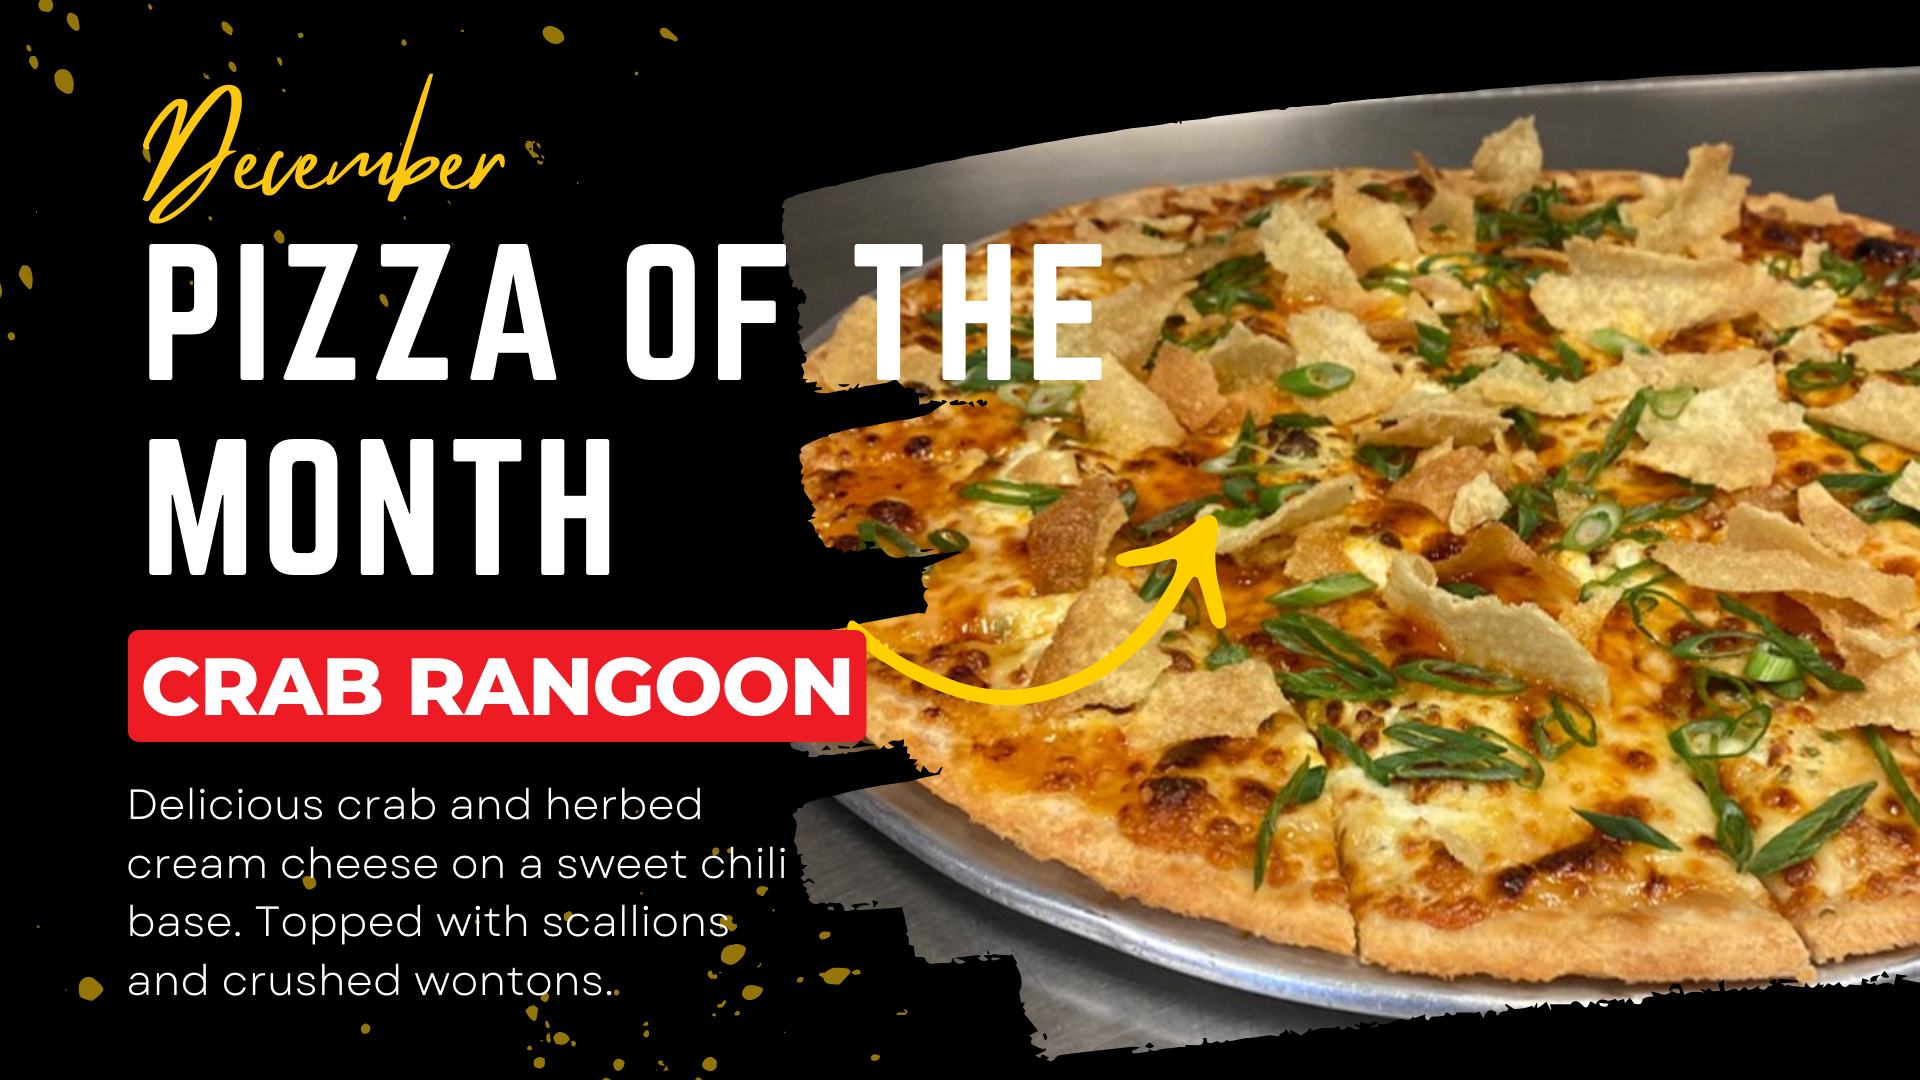 December
PIZZA OF THE
MONTH
CRAB RANGOON
Delicious crab and herbed
cream cheese on a sweet chili
base. Topped with scallions
and crushed wontons.